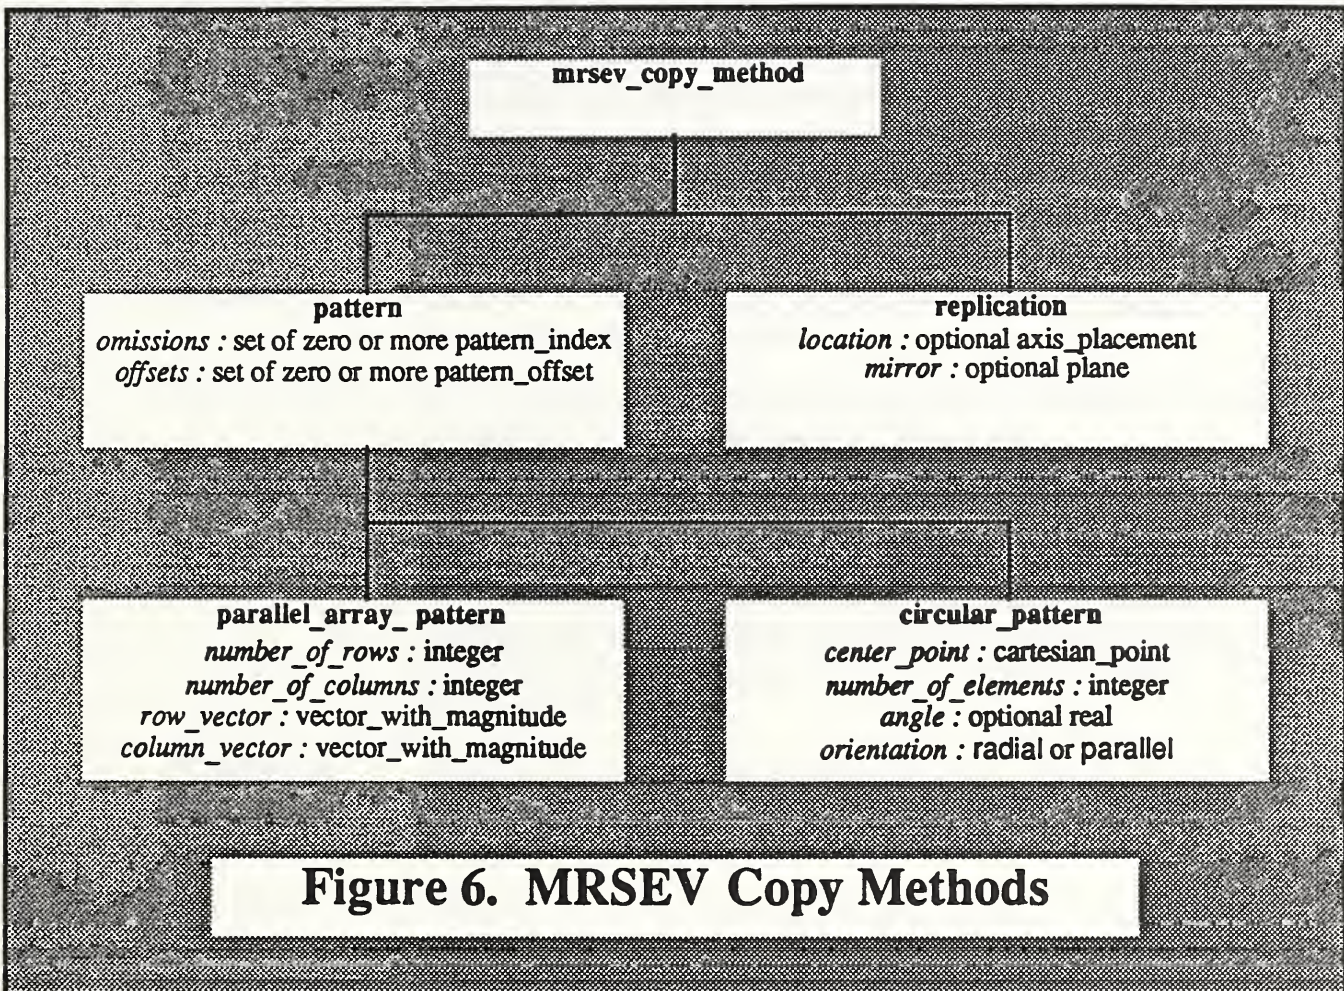 mrsev_copy_method
pattern
omissions : set of zero or more pattern_index
offsets : set of zero or more pattern_offset
replication
location : optional axis_placement
mirror : optional plane
parallel_array_ pattern
number_of_rows : integer
number_of_columns : integer
row_vector : vector_with_magnitude
column_vector : vector_with_magnitude
circular_pattern
center_point : cartesian_point
number_of_elements : integer
angle : optional real
orientation : radial or parallel
Figure 6. MRSEV Copy Methods